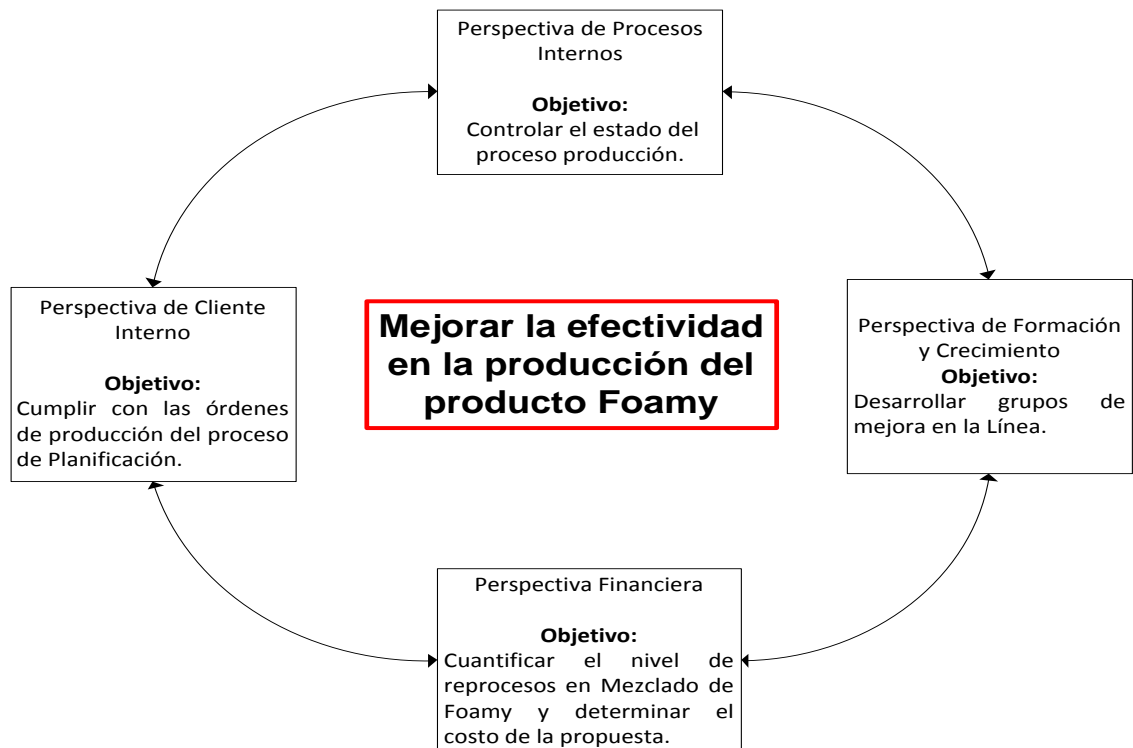 Perspectiva de Procesos
Internos
Objetivo:
Controlar el estado del
proceso producción.
Perspectiva de Cliente
Interno
Objetivo:
Cumplir con las órdenes
de producción del proceso
de Planificación.
Mejorar la efectividad
en la producción del
producto Foamy
Perspectiva de Formación
y Crecimiento
Objetivo:
Desarrollar grupos de
mejora en la Línea.
Perspectiva Financiera
Objetivo:
Cuantificar el nivel de
reprocesos en Mezclado de
Foamy y determinar el
costo de la propuesta.